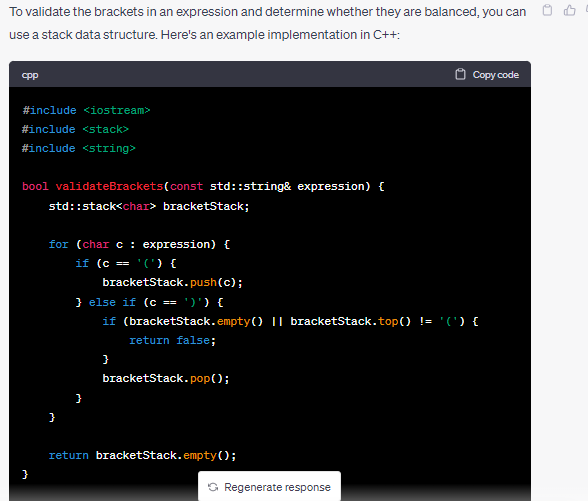 To validate the brackets in an expression and determine whether they are balanced, you can
use a stack data structure. Here's an example implementation in C++:
cpp
Copy code
#include <iostream>
#include <stack>
#include <string>
bool validateBrackets(const std::string& expression) {
    std::stack<char> bracketStack;
    for (char c : expression) {
        if (c == '(') {
            bracketStack.push(c);
        } else if (c == ')') {
            if (bracketStack.empty() || bracketStack.top() != '(') {
                return false;
            }
            bracketStack.pop();
        }
    }
    return bracketStack.empty();
}
Regenerate response